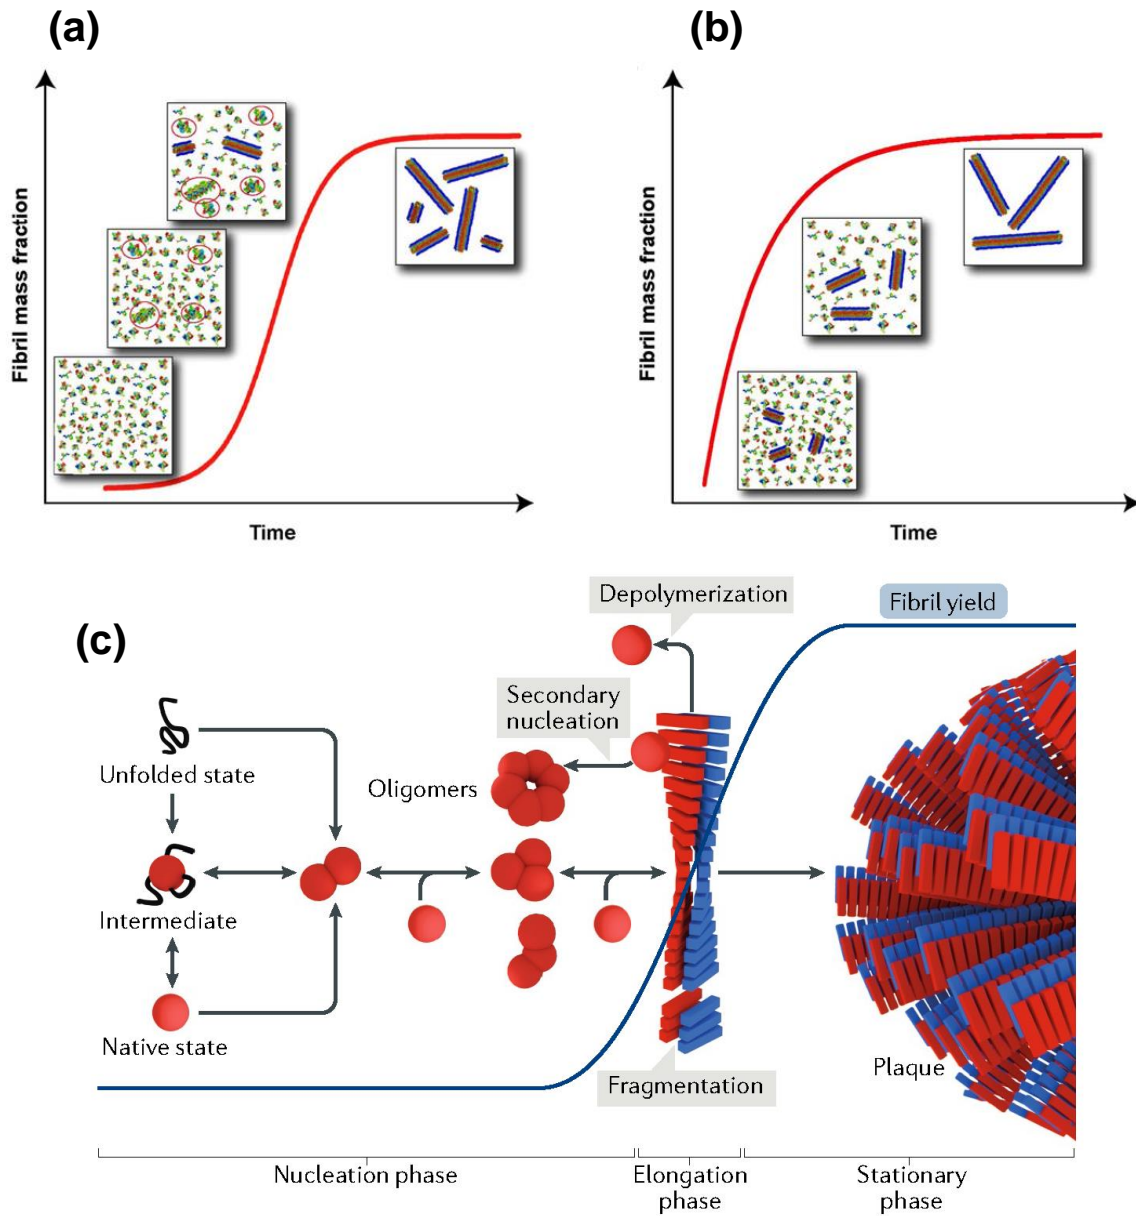 (a)
(b)
Fibril mass fraction
Time
Fibril mass fraction
Time
(c)
Depolymerization
Fibril yield
Secondary
nucleation
Unfolded state
Oligomers
Intermediate
Native state
Plaque
Fragmentation
Nucleation phase
Elongation
phase
Stationary
phase